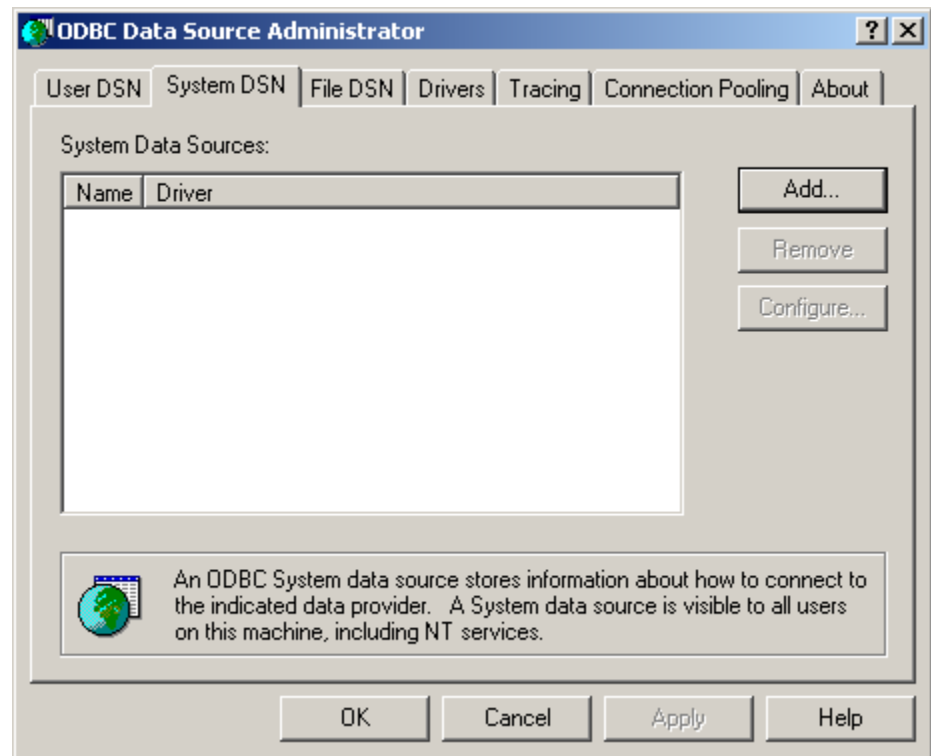 ODBC Data Source Administrator
User DSN System DSN File DSN Drivers Tracing Connection Pooling About
System Data Sources:
Name Driver
Add...
Remove
Configure...
An ODBC System data source stores information about how to connect to
the indicated data provider. A System data source is visible to all users
on this machine, including NT services.
OK Cancel Apply Help